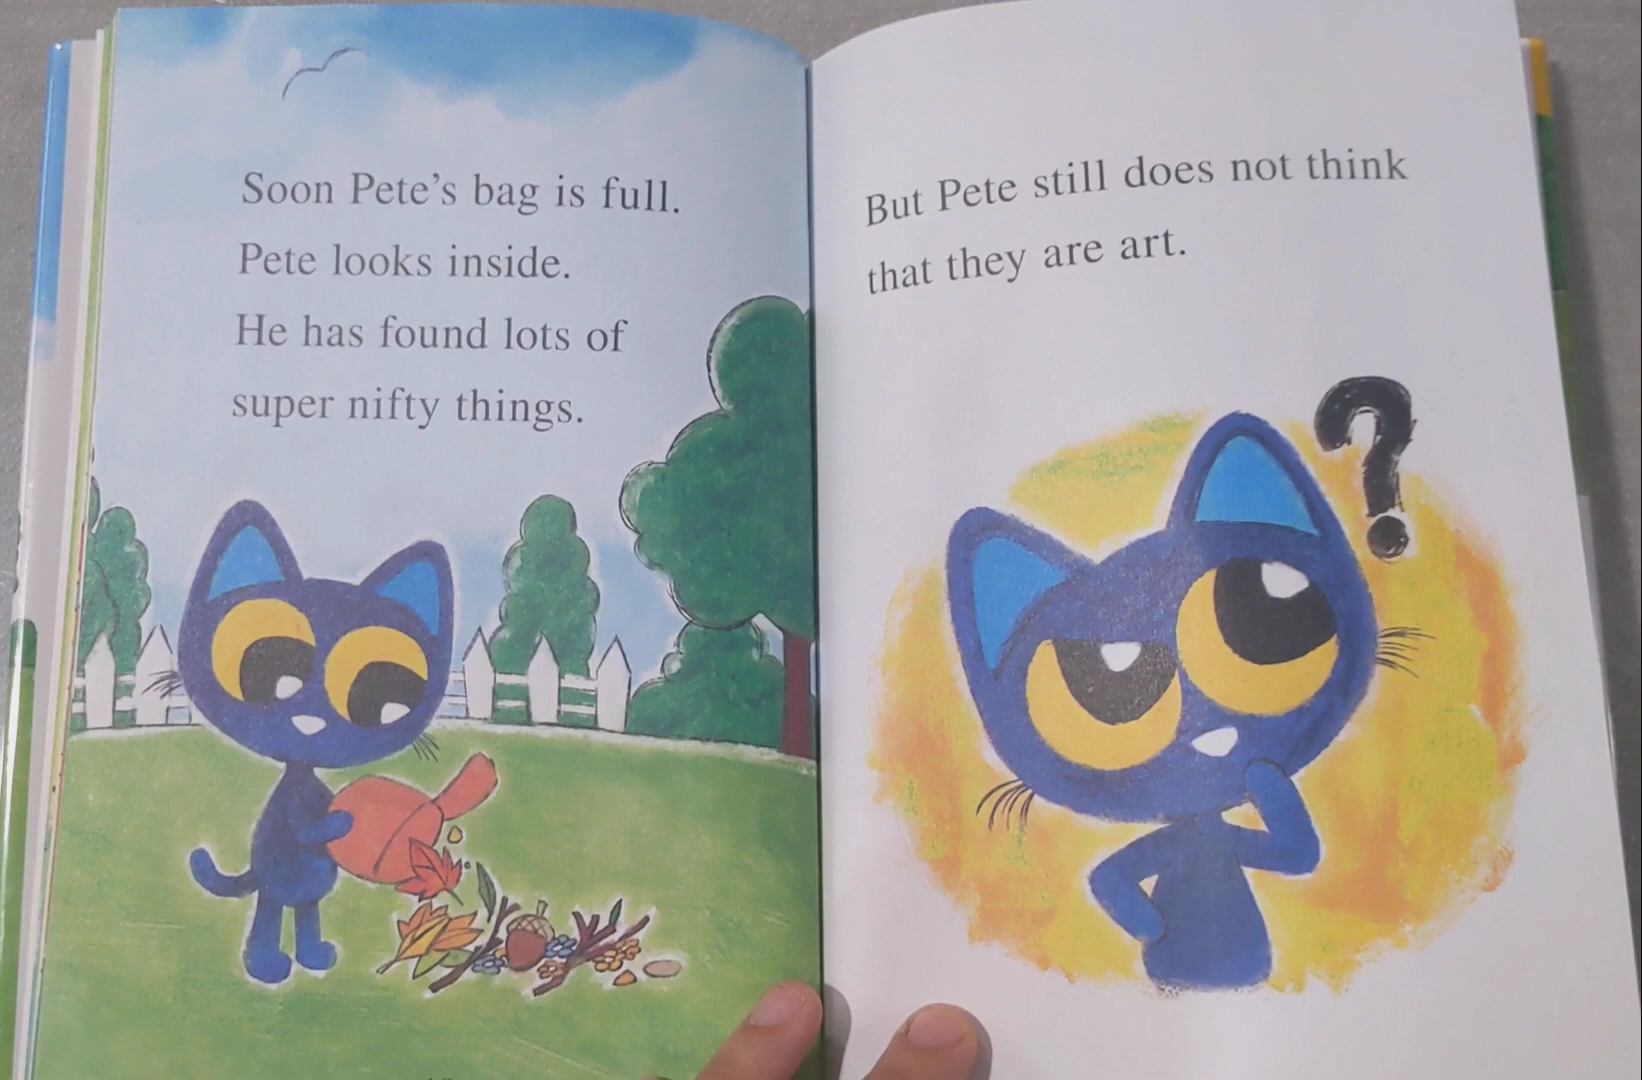 Soon Pete's bag is full.
Pete looks inside.
He has found lots of
super nifty things.
But Pete still does not think
that they are art.
?